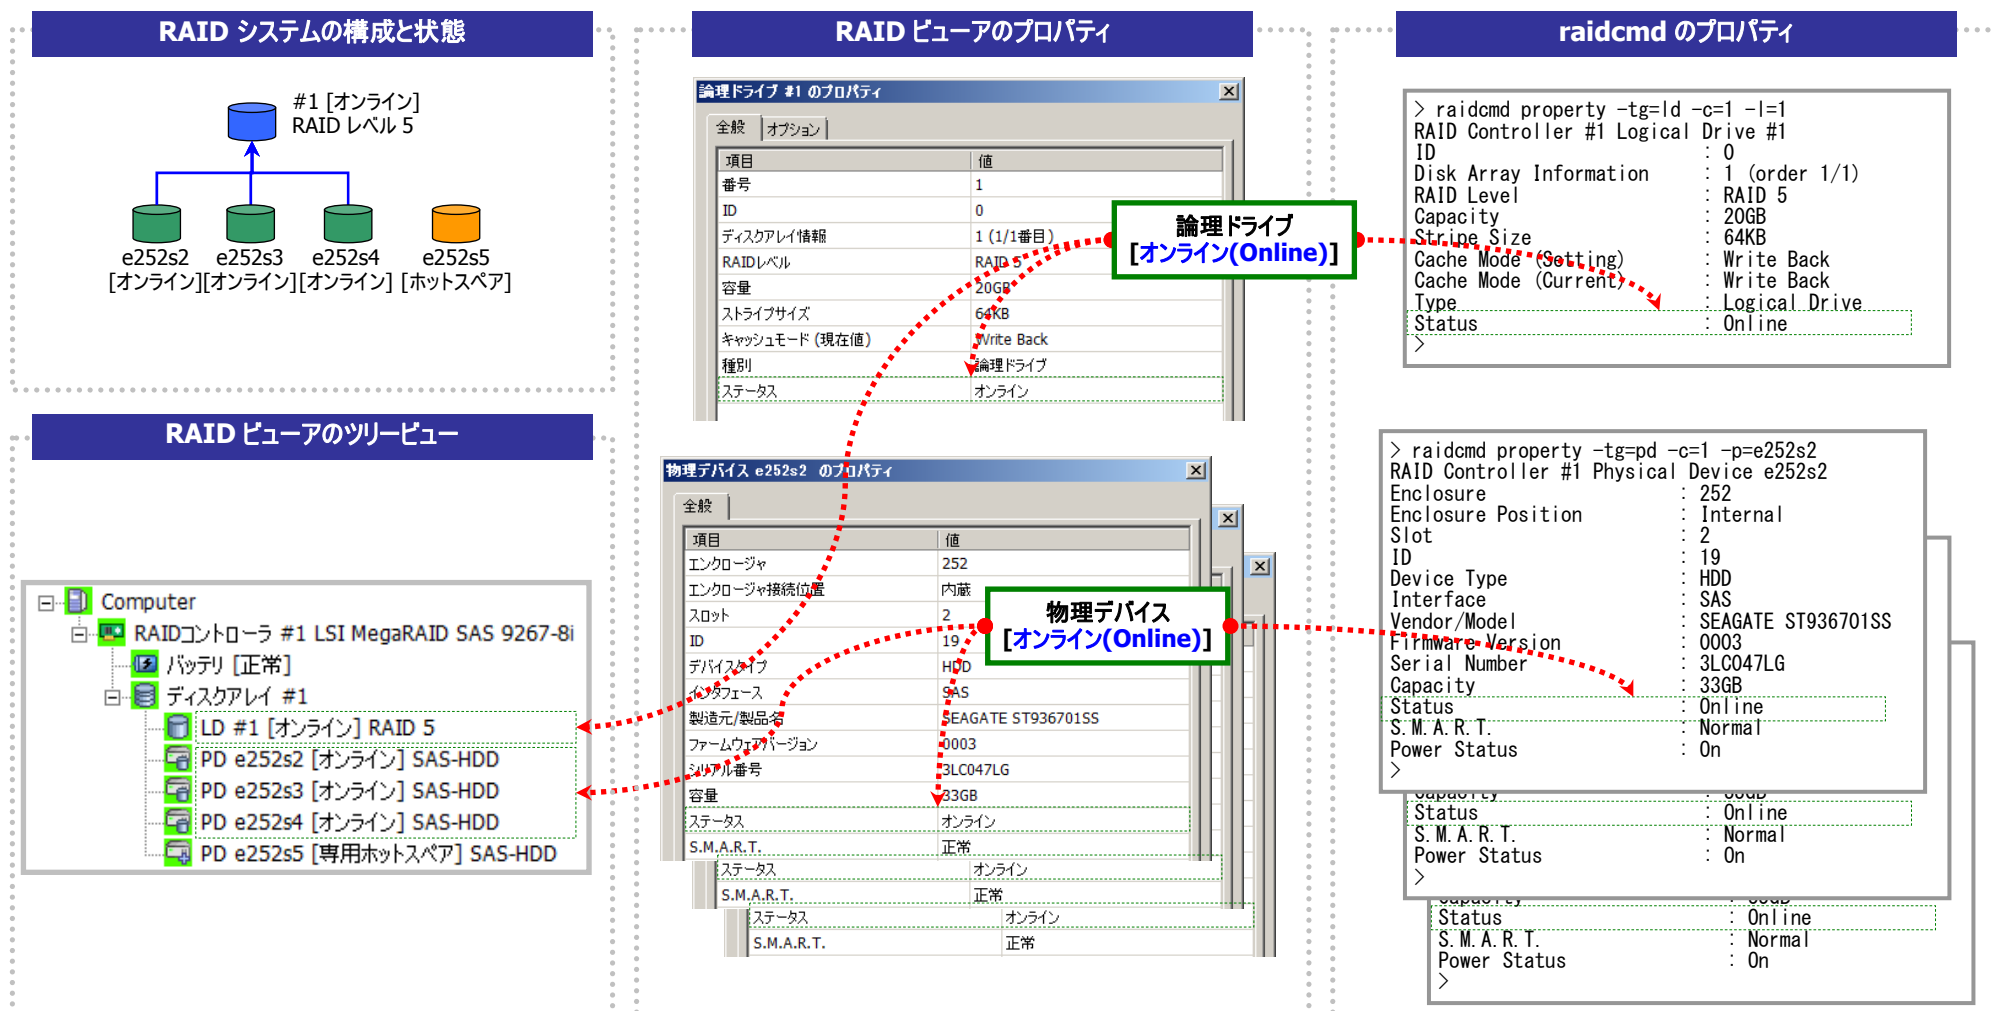 RAID システムの構成と状態
#1 [オンライン]
RAID レベル 5
e252s2 e252s3 e252s4 e252s5
[オンライン][オンライン][オンライン] [ホットスペア]
RAID ビューアのツリービュー
Computer
RAIDコントローラ #1 LSI MegaRAID SAS 9267-8i
バッテリ [正常]
ディスクアレイ #1
LD #1 [オンライン] RAID 5
PD e252s2 [オンライン] SAS-HDD
PD e252s3 [オンライン] SAS-HDD
PD e252s4 [オンライン] SAS-HDD
PD e252s5 [専用ホットスペア] SAS-HDD
RAID ビューアのプロパティ
論理ドライブ #1 のプロパティ
全般 オプション
項目 値
番号 1
ID 0
ディスクアレイ情報 1 (1/1番目)
RAIDレベル RAID 5
容量 20GB
ストライプサイズ 64KB
キャッシュモード (現在値) Write Back
種別 論理ドライブ
ステータス オンライン
論理ドライブ
[オンライン(Online)]
物理デバイス e252s2 のプロパティ
全般
項目 値
エンクロージャ 252
エンクロージャ接続位置 内蔵
スロット 2
ID 19
デバイスタイプ HDD
インタフェース SAS
製造元/製品名 SEAGATE ST936701SS
ファームウェアバージョン 0003
シリアル番号 3LC047LG
容量 33GB
ステータス オンライン
S.M.A.R.T. 正常
ステータス オンライン
S.M.A.R.T. 正常
ステータス オンライン
S.M.A.R.T. 正常
物理デバイス
[オンライン(Online)]
raidcmd のプロパティ
> raidcmd property -tg=ld -c=1 -l=1
RAID Controller #1 Logical Drive #1
ID : 0
Disk Array Information : 1 (order 1/1)
RAID Level : RAID 5
Capacity : 20GB
Stripe Size : 64KB
Cache Mode (Setting) : Write Back
Cache Mode (Current) : Write Back
Type : Logical Drive
Status : Online
>
> raidcmd property -tg=pd -c=1 -p=e252s2
RAID Controller #1 Physical Device e252s2
Enclosure : 252
Enclosure Position : Internal
Slot : 2
ID : 19
Device Type : HDD
Interface : SAS
Vendor/Model : SEAGATE ST936701SS
Firmware Version : 0003
Serial Number : 3LC047LG
Capacity : 33GB
Status : Online
S.M.A.R.T. : Normal
Power Status : On
>
Capacity : 33GB
Status : Online
S.M.A.R.T. : Normal
Power Status : On
>
Capacity : 33GB
Status : Online
S.M.A.R.T. : Normal
Power Status : On
>